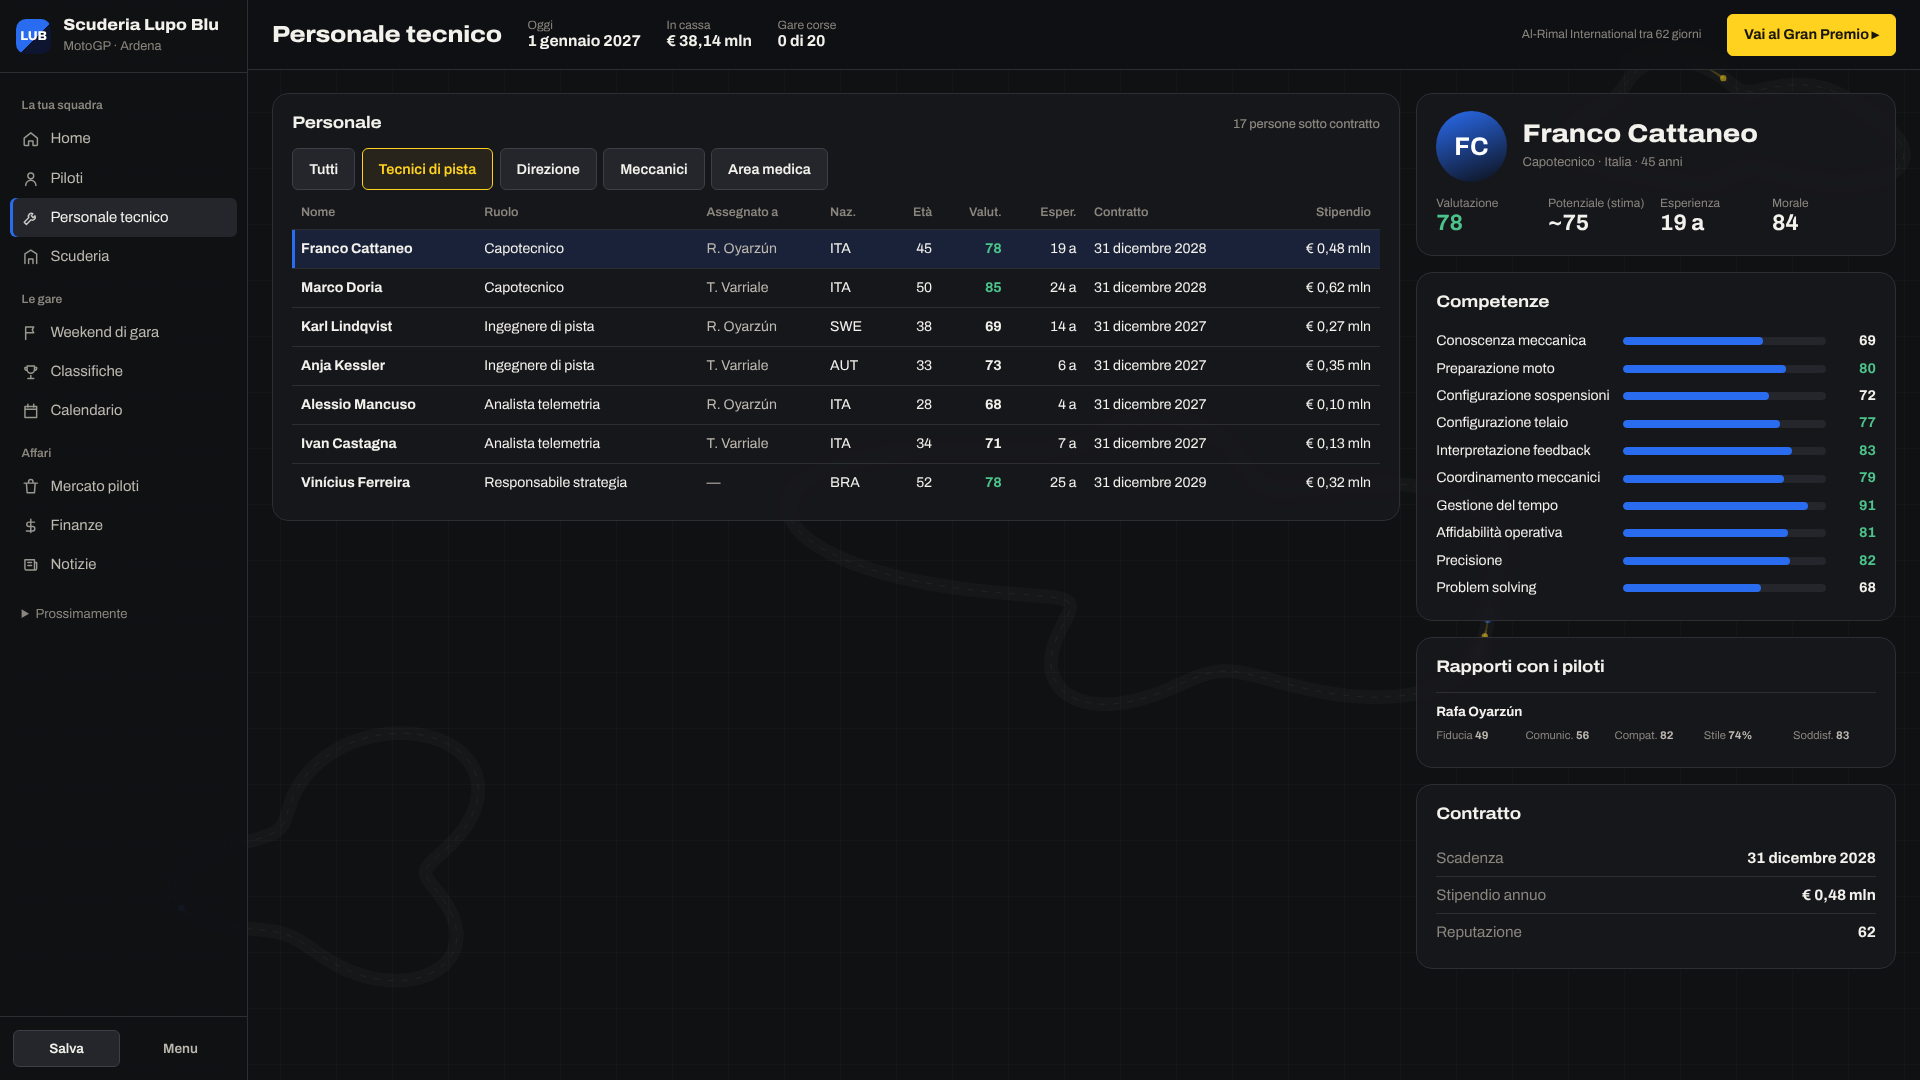 LUB
Scuderia Lupo Blu
MotoGP · Ardena
La tua squadra
Home
Piloti
Personale tecnico
Scuderia
Le gare
Weekend di gara
Classifiche
Calendario
Affari
Mercato piloti
Finanze
Notizie
Prossimamente
Salva Menu
Personale tecnico
Oggi
1 gennaio 2027
In cassa
€ 38,14 mln
Gare corse
0 di 20
Al-Rimal International tra 62 giorni
Vai al Gran Premio ▸
Personale
17 persone sotto contratto
Tutti Tecnici di pista Direzione Meccanici Area medica
Nome Ruolo Assegnato a Naz. Età Valut. Esper. Contratto Stipendio
Franco Cattaneo Capotecnico R. Oyarzún ITA 45 78 19 a 31 dicembre 2028 € 0,48 mln
Marco Doria Capotecnico T. Varriale ITA 50 85 24 a 31 dicembre 2028 € 0,62 mln
Karl Lindqvist Ingegnere di pista R. Oyarzún SWE 38 69 14 a 31 dicembre 2027 € 0,27 mln
Anja Kessler Ingegnere di pista T. Varriale AUT 33 73 6 a 31 dicembre 2027 € 0,35 mln
Alessio Mancuso Analista telemetria R. Oyarzún ITA 28 68 4 a 31 dicembre 2027 € 0,10 mln
Ivan Castagna Analista telemetria T. Varriale ITA 34 71 7 a 31 dicembre 2027 € 0,13 mln
Vinícius Ferreira Responsabile strategia — BRA 52 78 25 a 31 dicembre 2029 € 0,32 mln
FC
Franco Cattaneo
Capotecnico · Italia · 45 anni
Valutazione Potenziale (stima) Esperienza Morale
78 ~75 19 a 84
Competenze
Conoscenza meccanica 69
Preparazione moto 80
Configurazione sospensioni 72
Configurazione telaio 77
Interpretazione feedback 83
Coordinamento meccanici 79
Gestione del tempo 91
Affidabilità operativa 81
Precisione 82
Problem solving 68
Rapporti con i piloti
Rafa Oyarzún
Fiducia 49 Comunic. 56 Compat. 82 Stile 74% Soddisf. 83
Contratto
Scadenza 31 dicembre 2028
Stipendio annuo € 0,48 mln
Reputazione 62